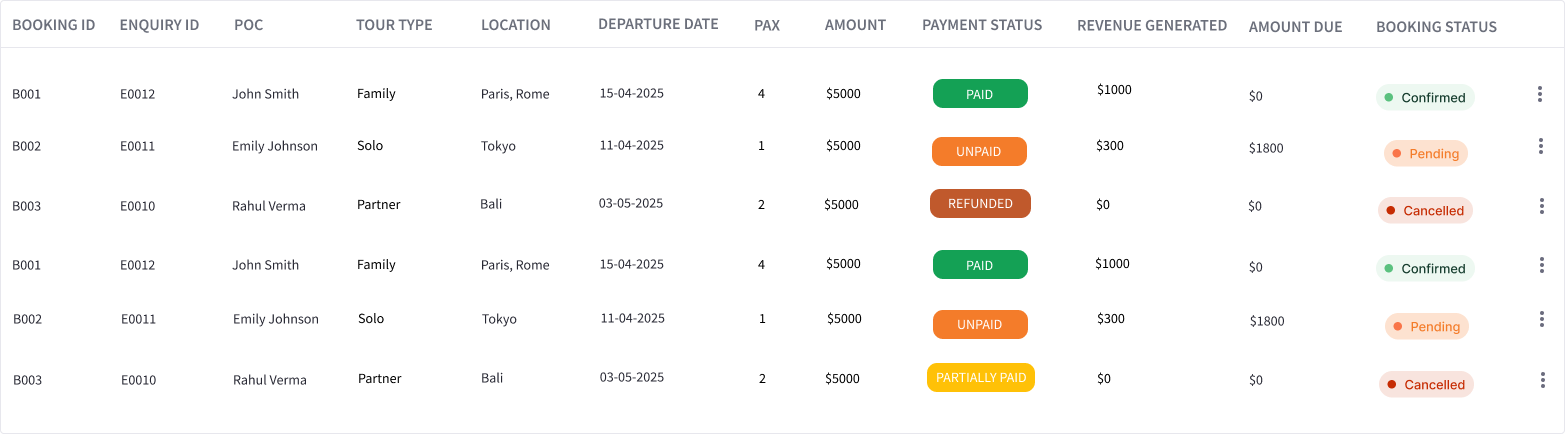 BOOKING ID ENQUIRY ID POC TOUR TYPE LOCATION DEPARTURE DATE PAX AMOUNT PAYMENT STATUS REVENUE GENERATED AMOUNT DUE BOOKING STATUS
B001 E0012 John Smith Family Paris, Rome 15-04-2025 4 $5000 PAID $1000 $0 Confirmed
B002 E0011 Emily Johnson Solo Tokyo 11-04-2025 1 $5000 UNPAID $300 $1800 Pending
B003 E0010 Rahul Verma Partner Bali 03-05-2025 2 $5000 REFUNDED $0 $0 Cancelled
B001 E0012 John Smith Family Paris, Rome 15-04-2025 4 $5000 PAID $1000 $0 Confirmed
B002 E0011 Emily Johnson Solo Tokyo 11-04-2025 1 $5000 UNPAID $300 $1800 Pending
B003 E0010 Rahul Verma Partner Bali 03-05-2025 2 $5000 PARTIALLY PAID $0 $0 Cancelled